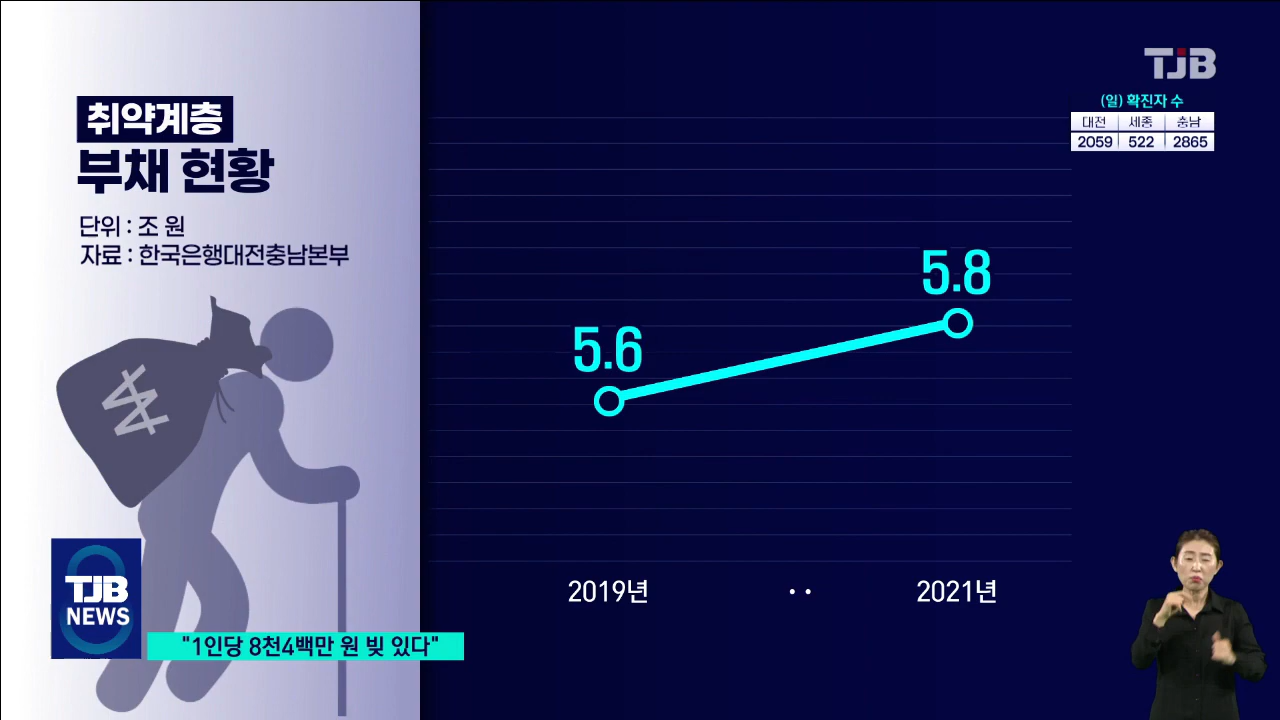 취약계층
부채 현황
단위 : 조 원
자료 : 한국은행대전충남본부
TJB
(일) 확진자 수
대전 세종 충남
2059 522 2865
5.6
5.8
2019년 ‥ 2021년
8
TJB
NEWS
"1인당 8천4백만 원 빚 있다"